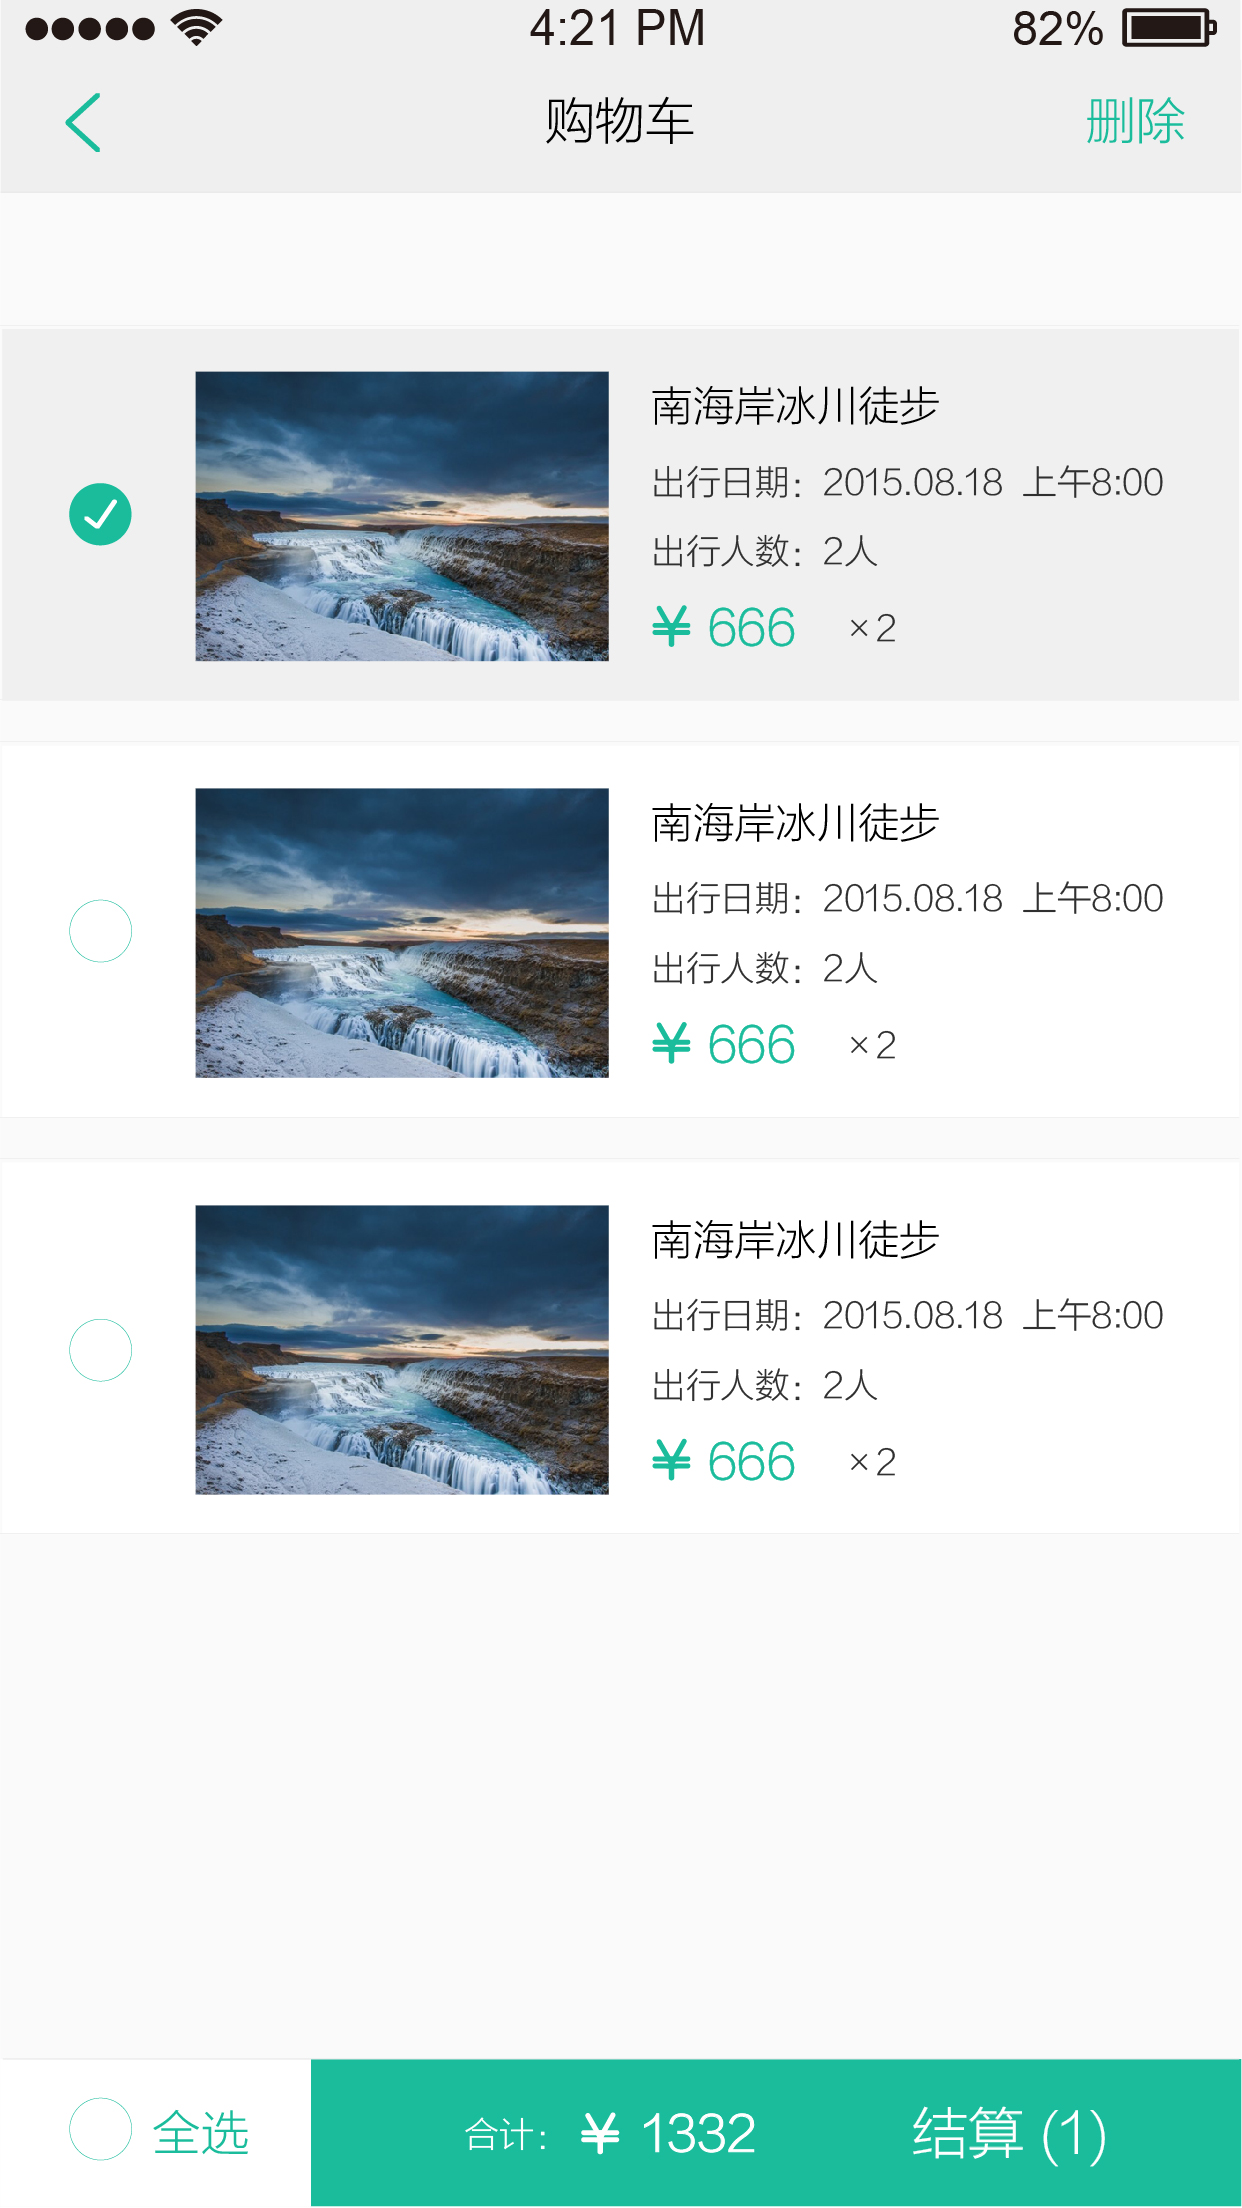 4:21 PM 82%
购物车 删除
南海岸冰川徒步
出行日期：2015.08.18 上午8:00
出行人数：2人
¥ 666 ×2
南海岸冰川徒步
出行日期：2015.08.18 上午8:00
出行人数：2人
¥ 666 ×2
南海岸冰川徒步
出行日期：2015.08.18 上午8:00
出行人数：2人
¥ 666 ×2
全选 合计：¥ 1332 结算 (1)